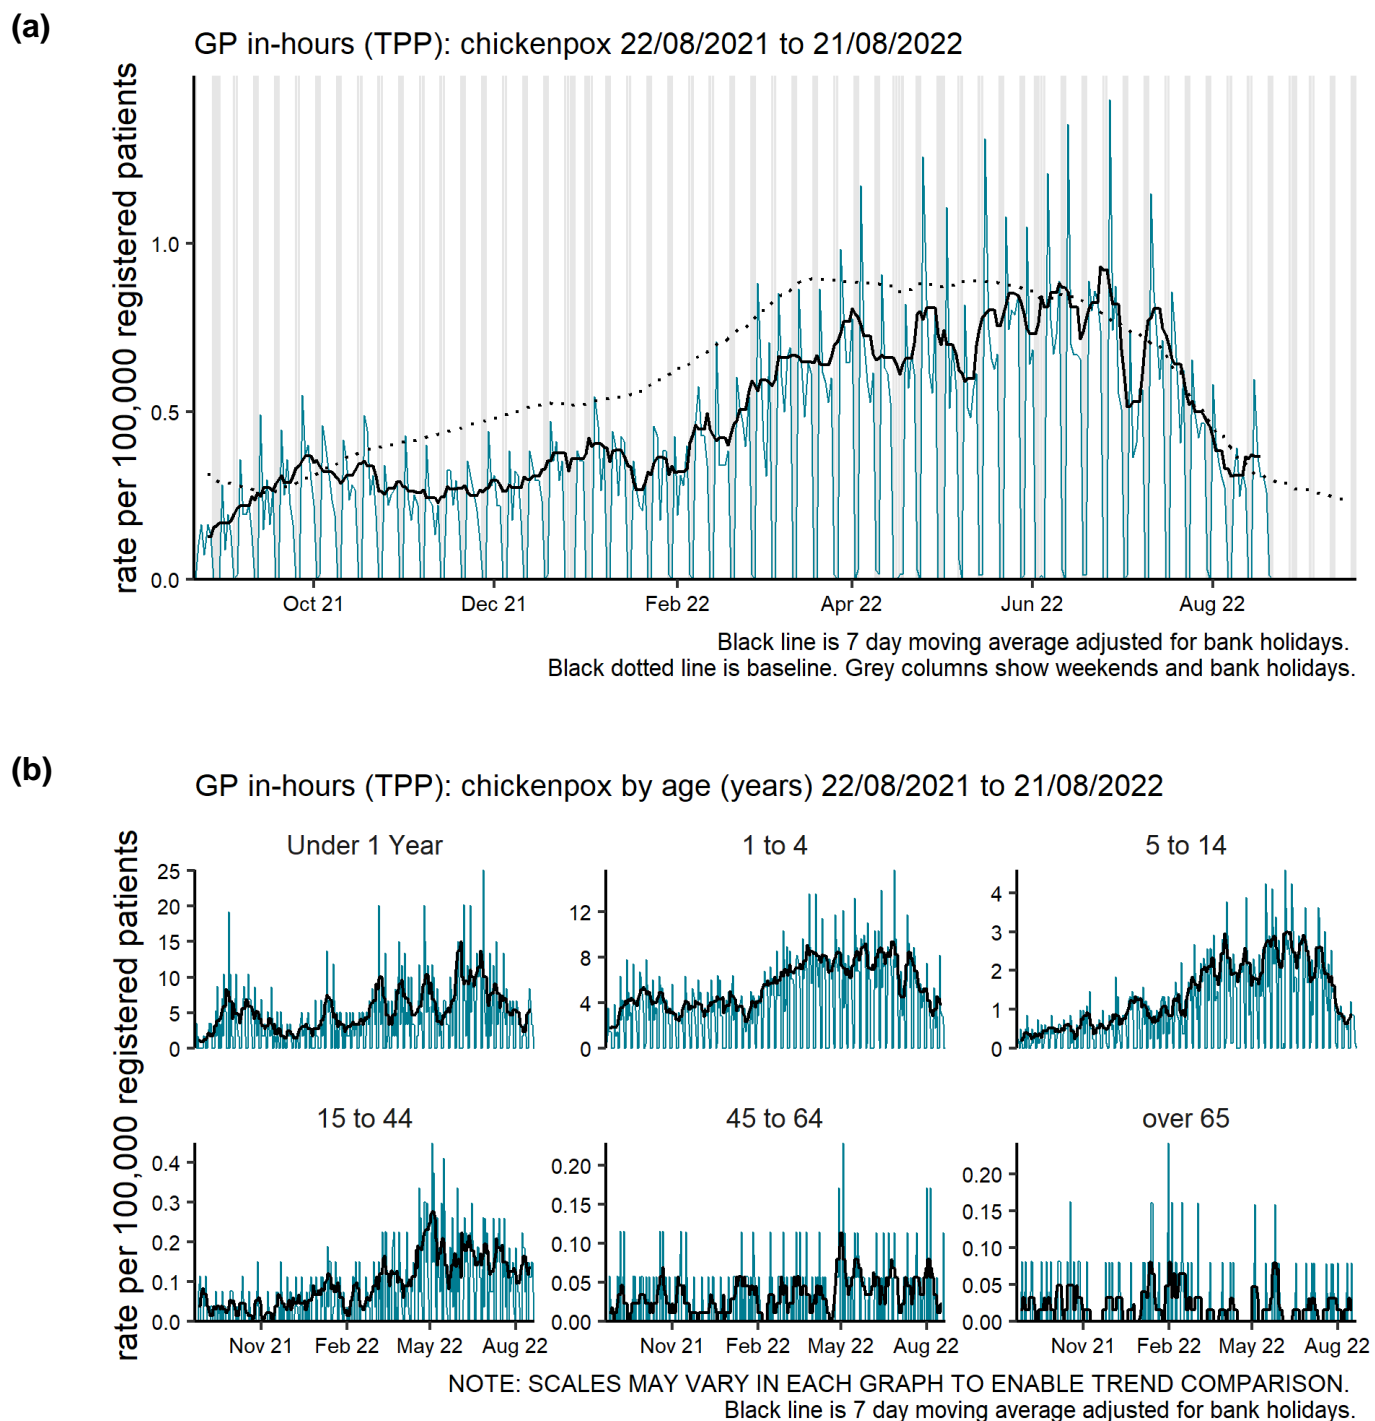 (a)
GP in-hours (TPP): chickenpox 22/08/2021 to 21/08/2022
rate per 100,000 registered patients
1.0
0.5
0.0
Oct 21 Dec 21 Feb 22 Apr 22 Jun 22 Aug 22
Black line is 7 day moving average adjusted for bank holidays.
Black dotted line is baseline. Grey columns show weekends and bank holidays.
(b)
GP in-hours (TPP): chickenpox by age (years) 22/08/2021 to 21/08/2022
rate per 100,000 registered patients
Under 1 Year
25
20
15
10
5
0
1 to 4
12
8
4
0
5 to 14
4
3
2
1
0
15 to 44
0.4
0.3
0.2
0.1
0.0
Nov 21 Feb 22 May 22 Aug 22
45 to 64
0.20
0.15
0.10
0.05
0.00
Nov 21 Feb 22 May 22 Aug 22
over 65
0.20
0.15
0.10
0.05
0.00
Nov 21 Feb 22 May 22 Aug 22
NOTE: SCALES MAY VARY IN EACH GRAPH TO ENABLE TREND COMPARISON.
Black line is 7 day moving average adjusted for bank holidays.